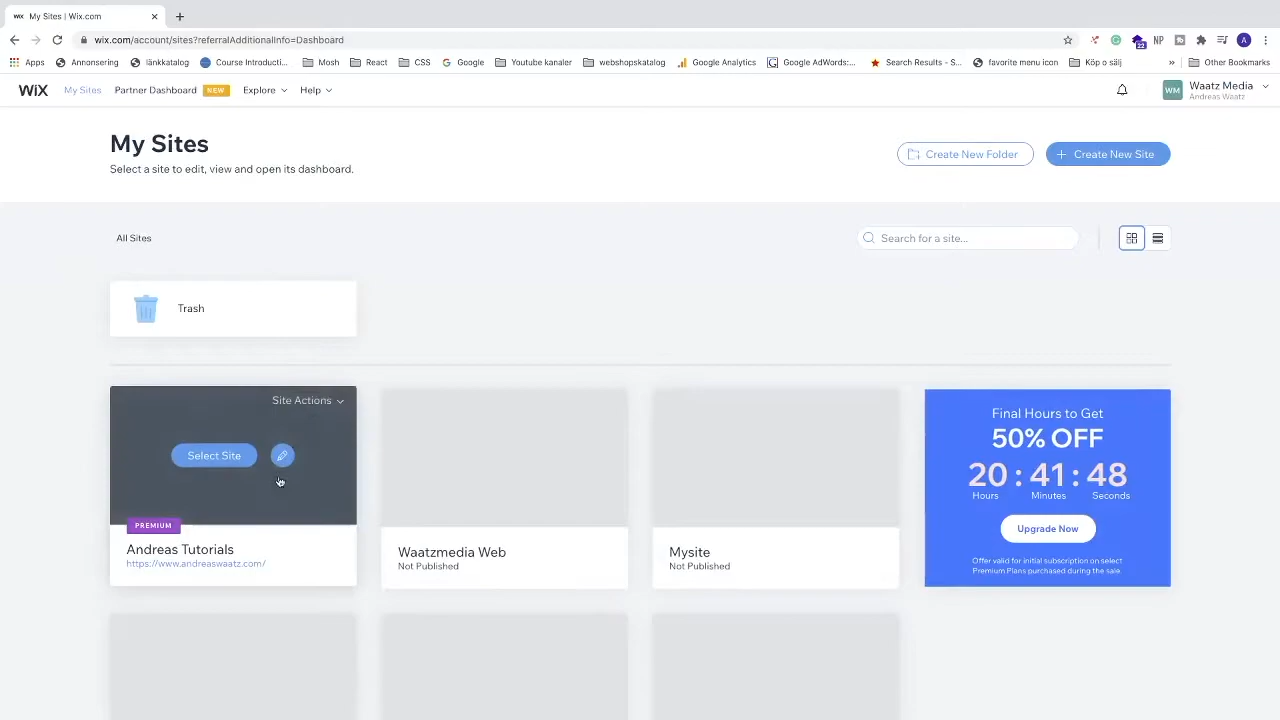 WiX My Sites | Wix.com
wix.com/account/sites?referralAdditionalInfo=Dashboard
22 NP A
Apps Annonsering länkkatalog Course Introducti... Mosh React CSS Google Youtube kanaler webshopskatalog Google Analytics Google AdWords:... Search Results - S... favorite menu icon Köp o sälj » Other Bookmarks
WiX My Sites Partner Dashboard NEW Explore Help WM Waatz Media
Andreas Waatz
My Sites
Select a site to edit, view and open its dashboard.
Create New Folder + Create New Site
All Sites Search for a site...
Trash
Site Actions
Select Site
PREMIUM
Andreas Tutorials
https://www.andreaswaatz.com/
Waatzmedia Web
Not Published
Mysite
Not Published
Final Hours to Get
50% OFF
20 : 41 : 48
Hours Minutes Seconds
Upgrade Now
Offer valid for initial subscription on select
Premium Plans purchased during the sale.